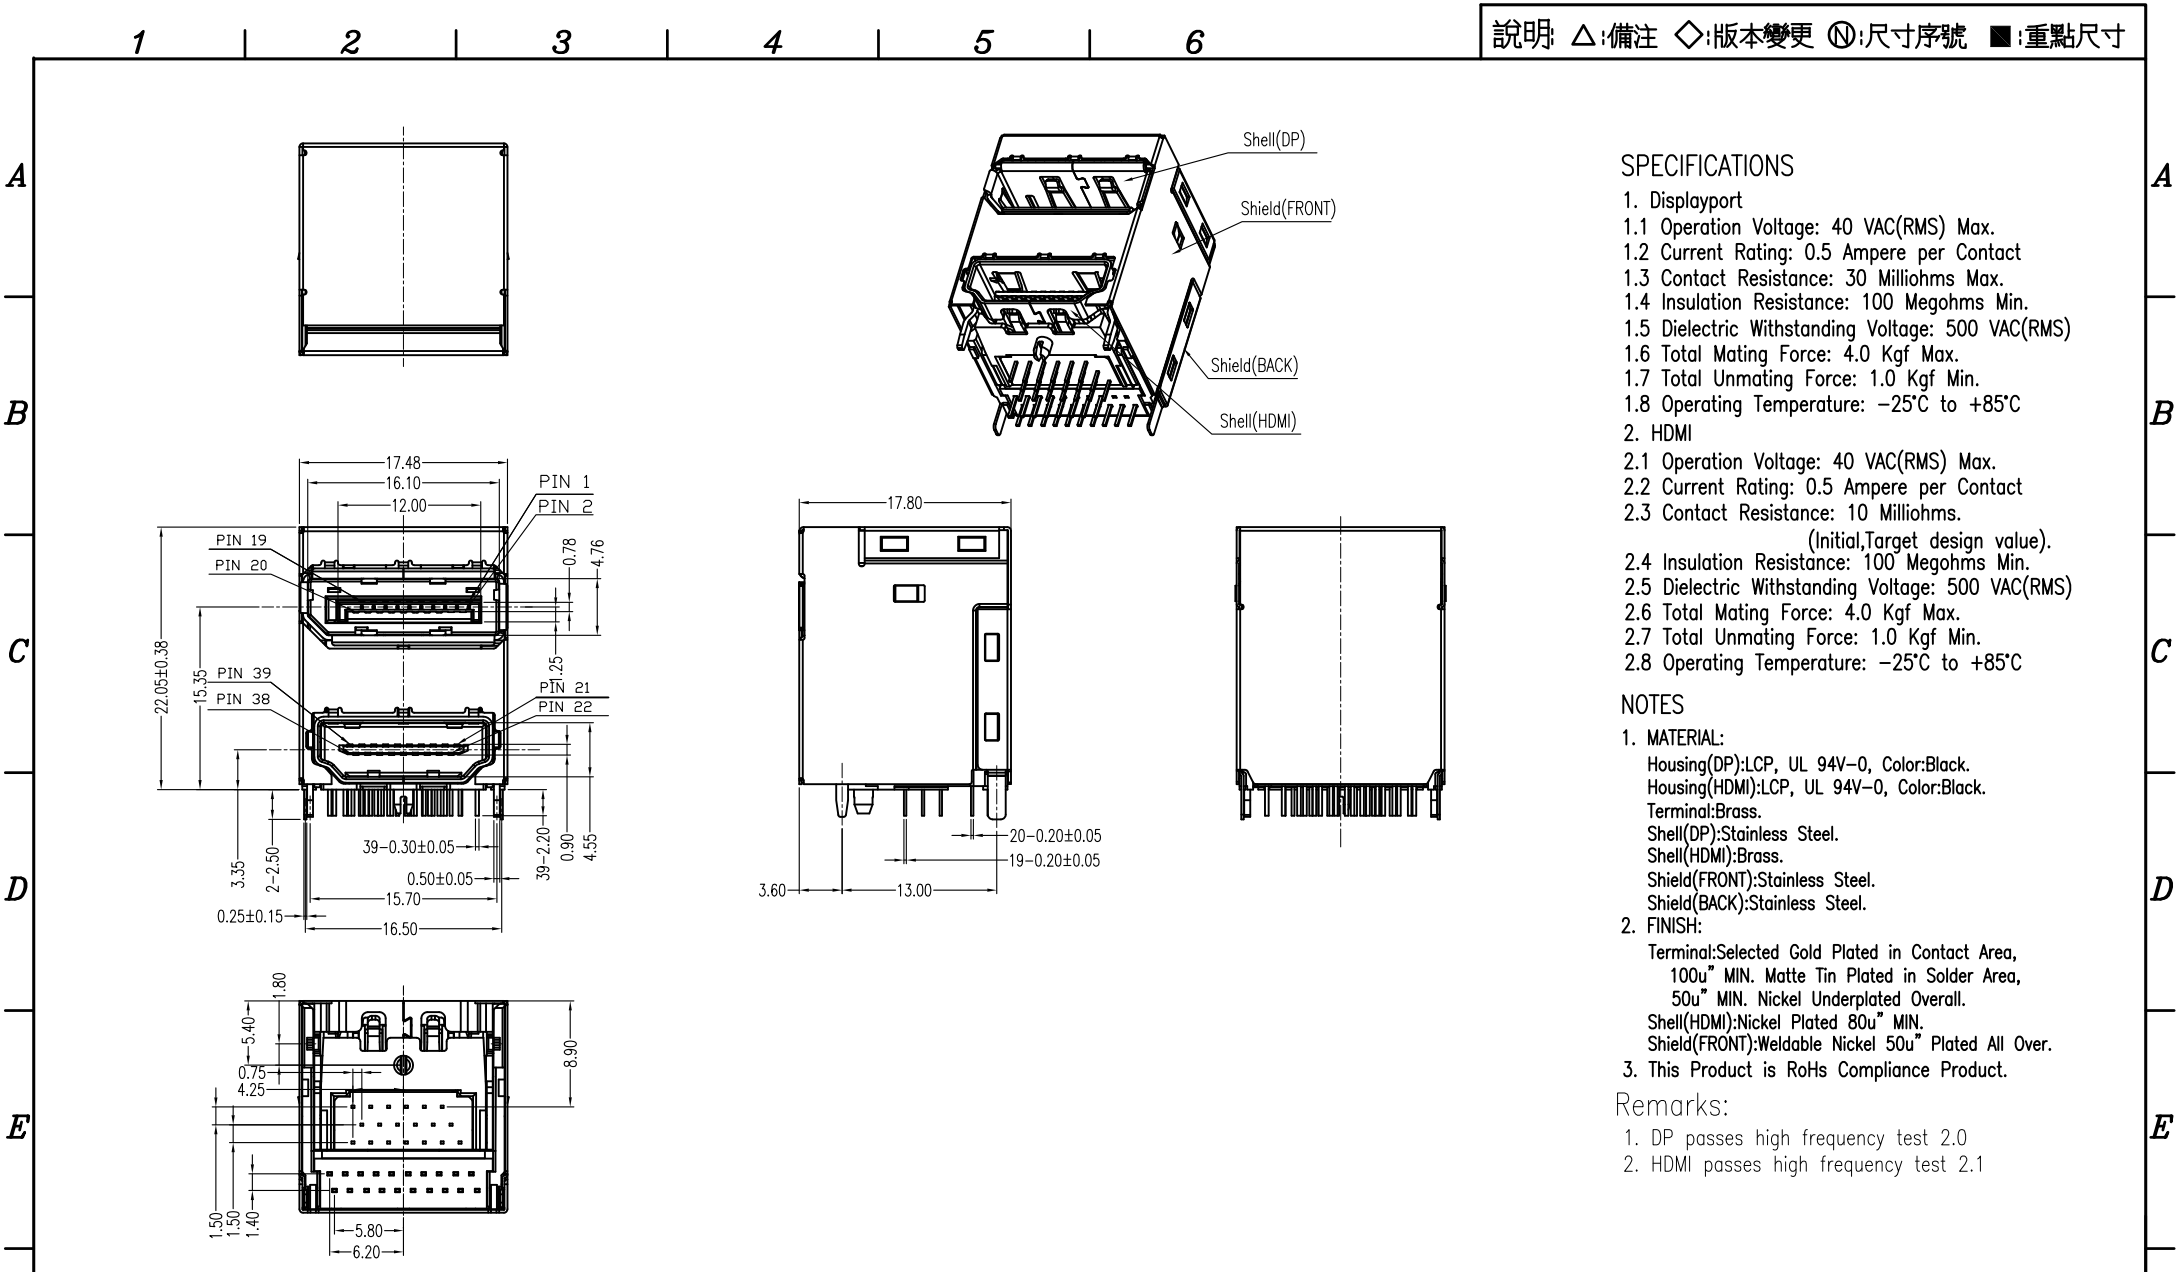 1 2 3 4 5 6
說明: △:備注 ◇:版本變更 Ⓝ:尺寸序號 ■:重點尺寸
A A
B B
C C
D D
E E
Shell(DP)
Shield(FRONT)
Shield(BACK)
Shell(HDMI)
17.48
16.10
12.00
PIN 1
PIN 2
PIN 19
PIN 20
0.78
4.76
22.05±0.38
15.35
1.25
PIN 39
PIN 38
PIN 21
PIN 22
3.35
2-2.50
39-0.30±0.05
0.50±0.05
39-2.20
0.90
4.55
15.70
0.25±0.15
16.50
17.80
20-0.20±0.05
19-0.20±0.05
3.60
13.00
1.80
5.40
0.75
4.25
8.90
1.50
1.50
1.40
5.80
6.20
SPECIFICATIONS
1. Displayport
1.1 Operation Voltage: 40 VAC(RMS) Max.
1.2 Current Rating: 0.5 Ampere per Contact
1.3 Contact Resistance: 30 Milliohms Max.
1.4 Insulation Resistance: 100 Megohms Min.
1.5 Dielectric Withstanding Voltage: 500 VAC(RMS)
1.6 Total Mating Force: 4.0 Kgf Max.
1.7 Total Unmating Force: 1.0 Kgf Min.
1.8 Operating Temperature: -25°C to +85°C
2. HDMI
2.1 Operation Voltage: 40 VAC(RMS) Max.
2.2 Current Rating: 0.5 Ampere per Contact
2.3 Contact Resistance: 10 Milliohms.
(Initial,Target design value).
2.4 Insulation Resistance: 100 Megohms Min.
2.5 Dielectric Withstanding Voltage: 500 VAC(RMS)
2.6 Total Mating Force: 4.0 Kgf Max.
2.7 Total Unmating Force: 1.0 Kgf Min.
2.8 Operating Temperature: -25°C to +85°C
NOTES
1. MATERIAL:
Housing(DP):LCP, UL 94V-0, Color:Black.
Housing(HDMI):LCP, UL 94V-0, Color:Black.
Terminal:Brass.
Shell(DP):Stainless Steel.
Shell(HDMI):Brass.
Shield(FRONT):Stainless Steel.
Shield(BACK):Stainless Steel.
2. FINISH:
Terminal:Selected Gold Plated in Contact Area,
100u" MIN. Matte Tin Plated in Solder Area,
50u" MIN. Nickel Underplated Overall.
Shell(HDMI):Nickel Plated 80u" MIN.
Shield(FRONT):Weldable Nickel 50u" Plated All Over.
3. This Product is RoHs Compliance Product.
Remarks:
1. DP passes high frequency test 2.0
2. HDMI passes high frequency test 2.1